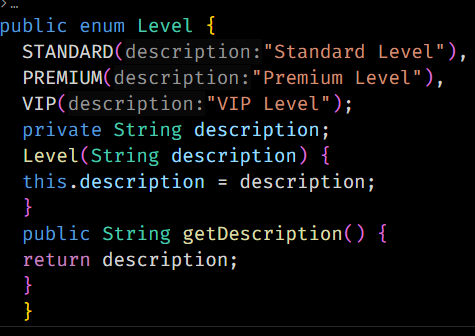 >...
public enum Level {
STANDARD(description:"Standard Level"),
PREMIUM(description:"Premium Level"),
VIP(description:"VIP Level");
private String description;
Level(String description) {
this.description = description;
}
public String getDescription() {
return description;
}
}